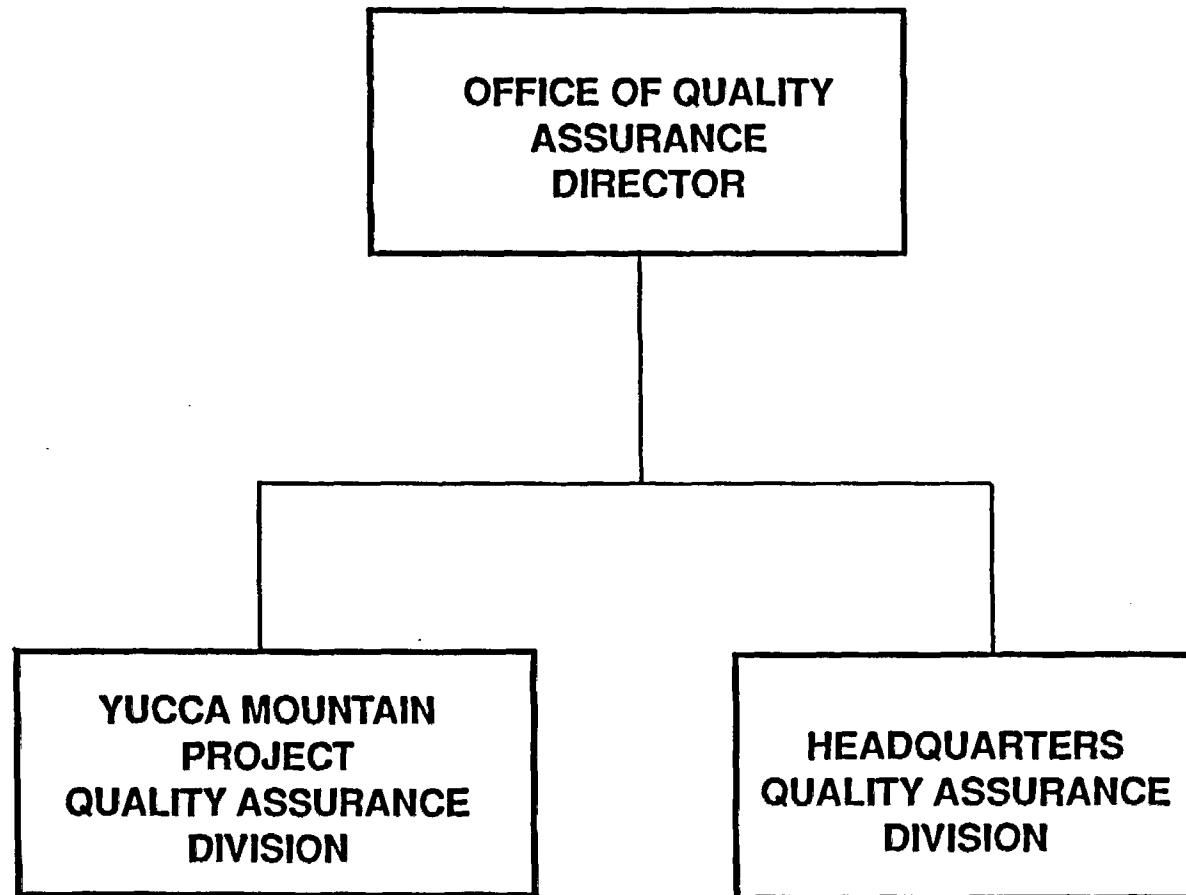 OFFICE OF QUALITY
ASSURANCE
DIRECTOR
YUCCA MOUNTAIN
PROJECT
QUALITY ASSURANCE
DIVISION
HEADQUARTERS
QUALITY ASSURANCE
DIVISION